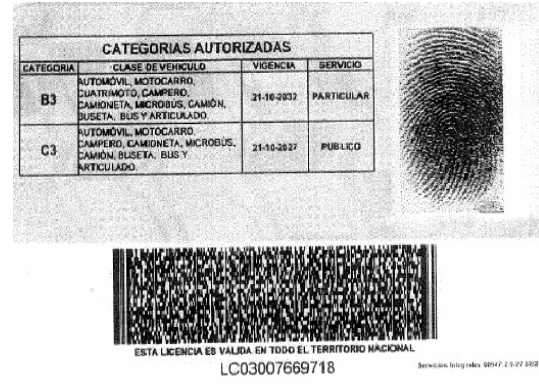 CATEGORIAS AUTORIZADAS
CATEGORIA CLASE DE VEHICULO VIGENCIA SERVICIO
B3 AUTOMÓVIL, MOTOCARRO, CUATRIMOTO, CAMPERO, CAMIONETA, MICROBÚS, CAMIÓN, BUSETA, BUS Y ARTICULADO. 21-10-2032 PARTICULAR
C3 AUTOMÓVIL, MOTOCARRO, CAMPERO, CAMIONETA, MICROBÚS, CAMIÓN, BUSETA, BUS Y ARTICULADO. 21-10-2027 PUBLICO
ESTA LICENCIA ES VALIDA EN TODO EL TERRITORIO NACIONAL
LC03007669718
Servicios Integrales